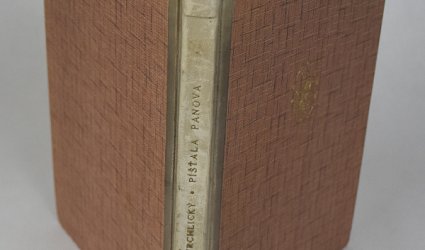 RCHLICKÝ • PÍŠŤALA PANOVA